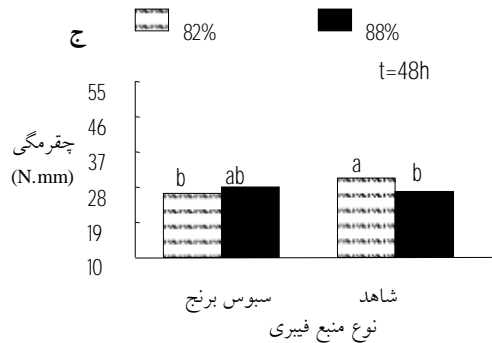 ج
82%
88%
t=48h
55
46
37
28
19
10
چقرمگی
(N.mm)
b
ab
a
b
سبوس برنج
شاهد
نوع منبع فیبری